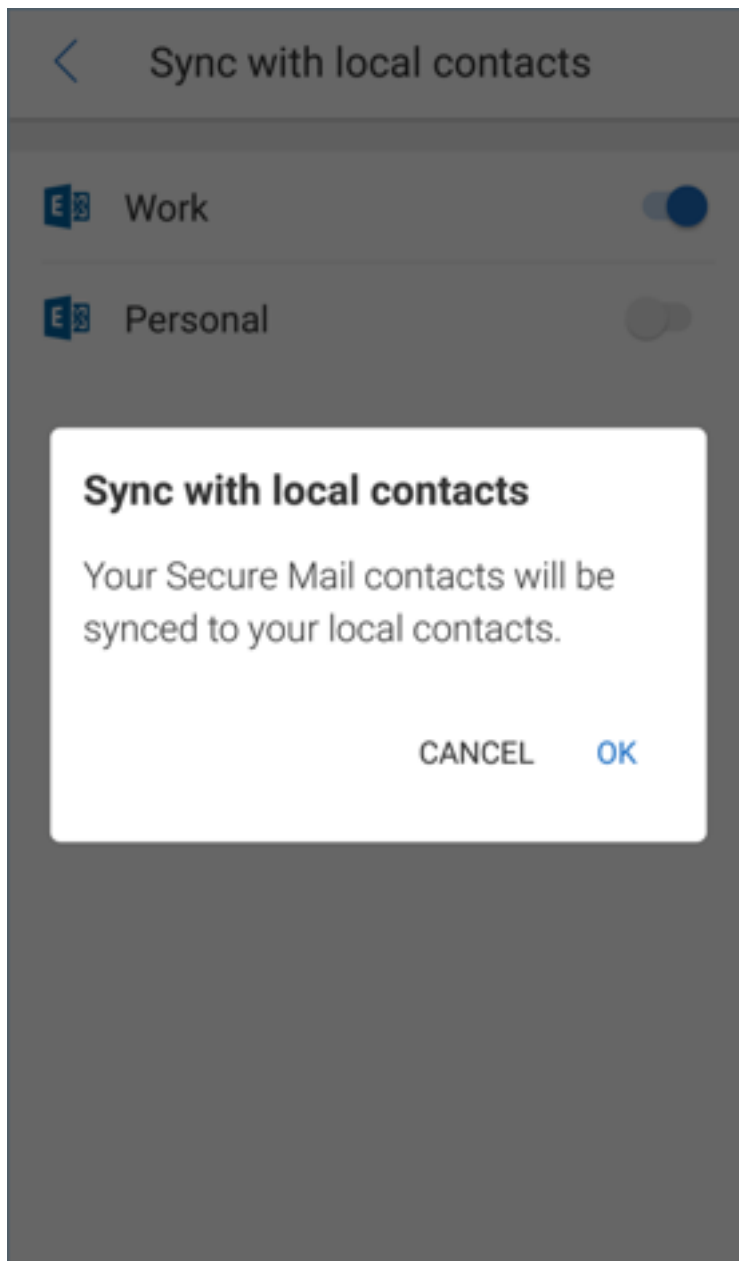 Sync with local contacts
E Work
E Personal
Sync with local contacts
Your Secure Mail contacts will be
synced to your local contacts.
CANCEL OK